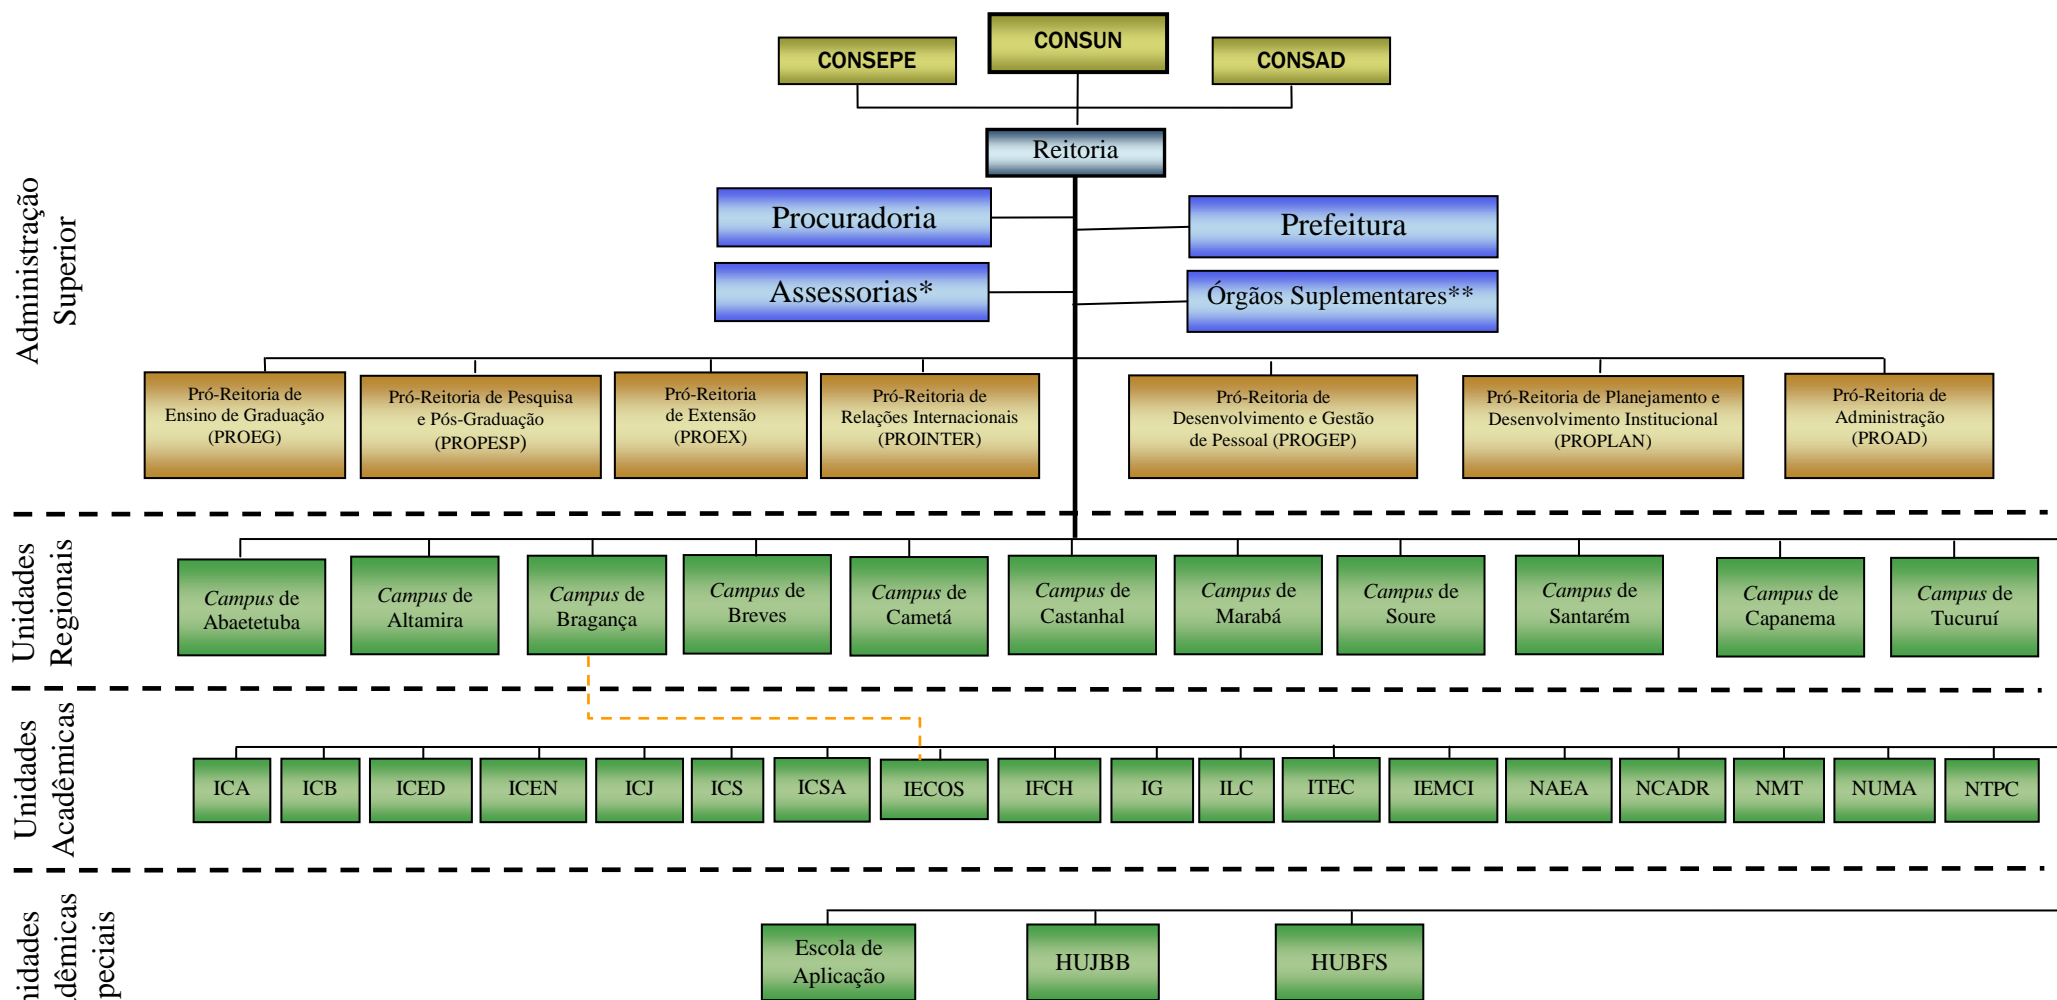 CONSUN
CONSEPE
CONSAD
Reitoria
Administração
Superior
Procuradoria
Prefeitura
Assessorias*
Órgãos Suplementares**
Pró-Reitoria de
Ensino de Graduação
(PROEG)
Pró-Reitoria de Pesquisa
e Pós-Graduação
(PROPESP)
Pró-Reitoria
de Extensão
(PROEX)
Pró-Reitoria de
Relações Internacionais
(PROINTER)
Pró-Reitoria de
Desenvolvimento e Gestão
de Pessoal (PROGEP)
Pró-Reitoria de Planejamento e
Desenvolvimento Institucional
(PROPLAN)
Pró-Reitoria de
Administração
(PROAD)
Unidades
Regionais
Campus de
Abaetetuba
Campus de
Altamira
Campus de
Bragança
Campus de
Breves
Campus de
Cametá
Campus de
Castanhal
Campus de
Marabá
Campus de
Soure
Campus de
Santarém
Campus de
Capanema
Campus de
Tucuruí
Unidades
Acadêmicas
ICA
ICB
ICED
ICEN
ICJ
ICS
ICSA
IECOS
IFCH
IG
ILC
ITEC
IEMCI
NAEA
NCADR
NMT
NUMA
NTPC
nidades
dêmicas
peciais
Escola de
Aplicação
HUJBB
HUBFS